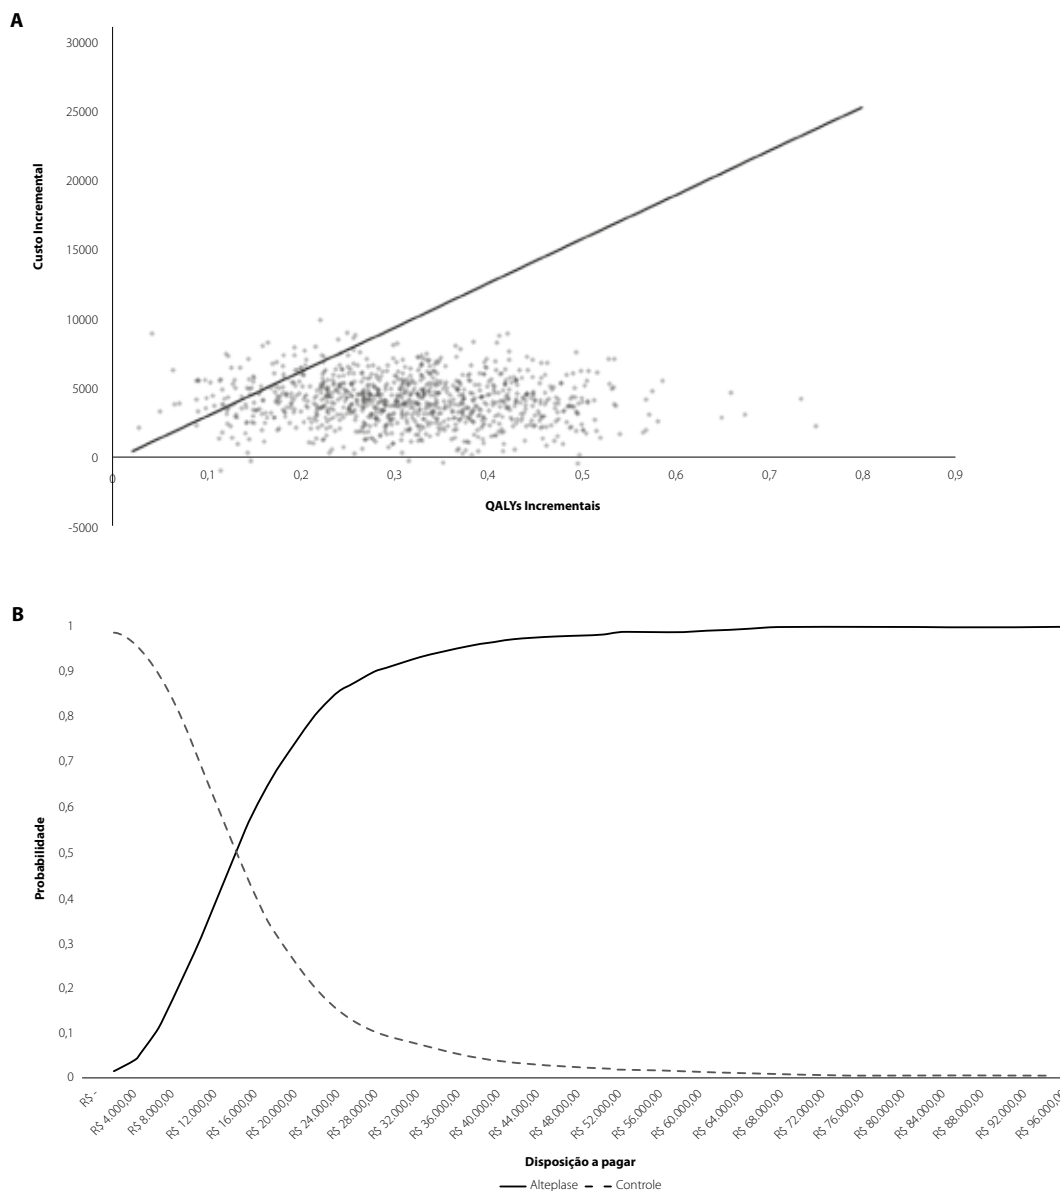 A
30000
25000
20000
15000
10000
5000
0
-5000
Custo Incremental
0 0,1 0,2 0,3 0,4 0,5 0,6 0,7 0,8 0,9
QALYs Incrementais
B
1
0,9
0,8
0,7
0,6
0,5
0,4
0,3
0,2
0,1
0
Probabilidade
R$ - R$ 4.000,00 R$ 8.000,00 R$ 12.000,00 R$ 16.000,00 R$ 20.000,00 R$ 24.000,00 R$ 28.000,00 R$ 32.000,00 R$ 36.000,00 R$ 40.000,00 R$ 44.000,00 R$ 48.000,00 R$ 52.000,00 R$ 56.000,00 R$ 60.000,00 R$ 64.000,00 R$ 68.000,00 R$ 72.000,00 R$ 76.000,00 R$ 80.000,00 R$ 84.000,00 R$ 88.000,00 R$ 92.000,00 R$ 96.000,0
Disposição a pagar
Alteplase Controle